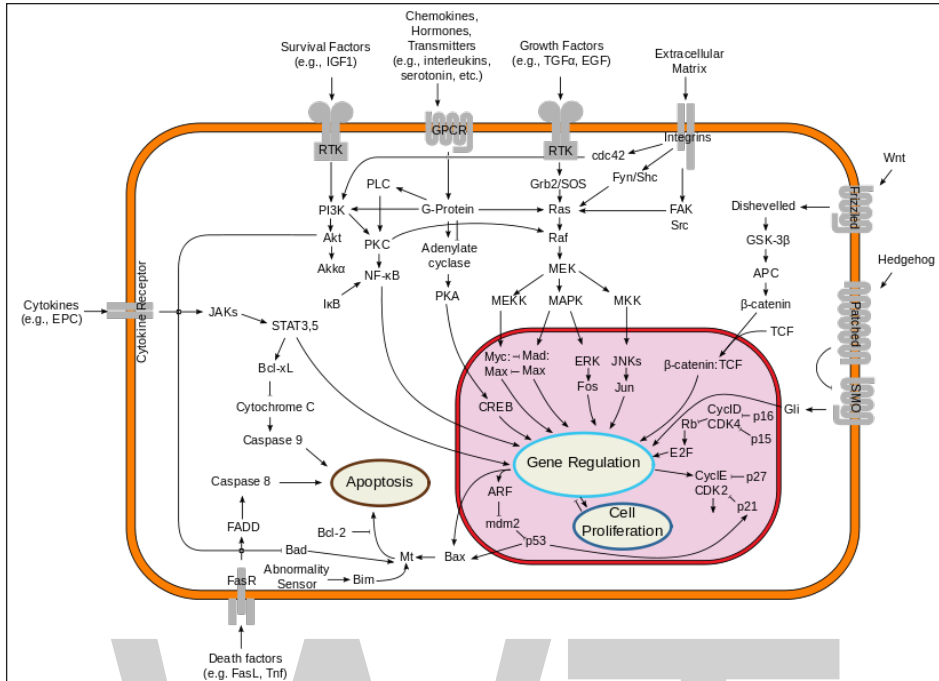 Chemokines,
Hormones,
Transmitters
(e.g., interleukins,
serotonin, etc.)
Survival Factors
(e.g., IGF1)
Growth Factors
(e.g., TGFα, EGF)
Extracellular
Matrix
GPCR
RTK
RTK
Integrins
cdc42
Wnt
Fyn/Shc
PLC
Grb2/SOS
Frizzled
PI3K
G-Protein
Ras
FAK
Src
Dishevelled
Akt
PKC
Adenylate
cyclase
Raf
GSK-3β
Akkα
NF-κB
MEK
APC
Hedgehog
IκB
PKA
MEKK
MAPK
MKK
β-catenin
Cytokines
(e.g., EPC)
Cytokine Receptor
JAKs
STAT3,5
TCF
Patched
Myc:
Max
Mad:
Max
ERK
Fos
JNKs
Jun
β-catenin:TCF
Bcl-xL
Cytochrome C
CREB
CyclD
p16
Gli
SMO
Rb
CDK4
p15
Caspase 9
E2F
Gene Regulation
Caspase 8
Apoptosis
ARF
CyclE
p27
CDK2
p21
FADD
Bcl-2
mdm2
Cell
Proliferation
p53
Bad
Mt
Bax
FasR
Abnormality
Sensor
Bim
Death factors
(e.g. FasL, Tnf)